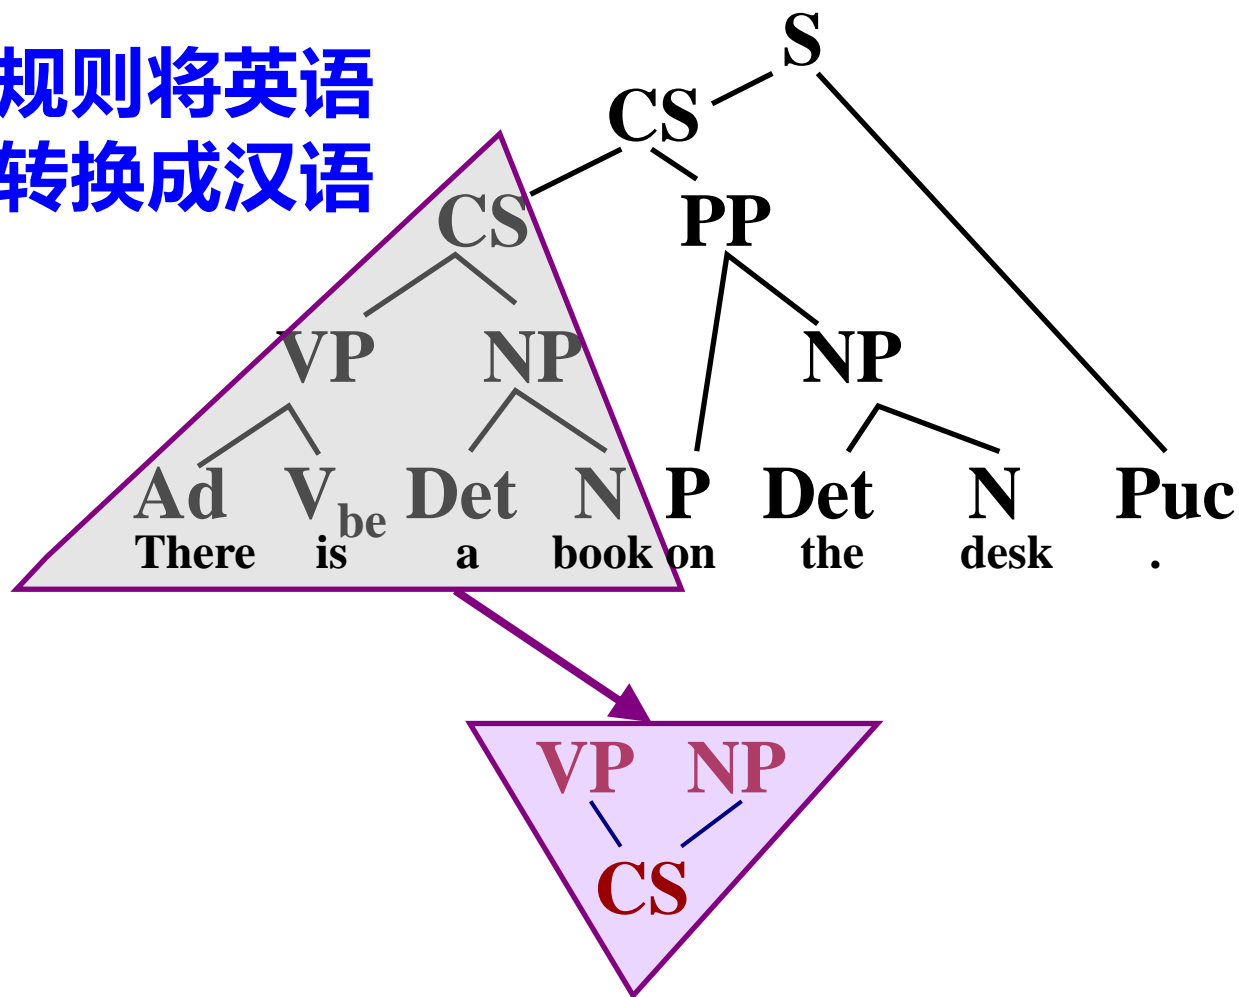 规则将英语
转换成汉语
S
CS
CS PP
VP NP NP
Ad Vbe Det N P Det N Puc
There is a book on the desk .
VP NP
CS